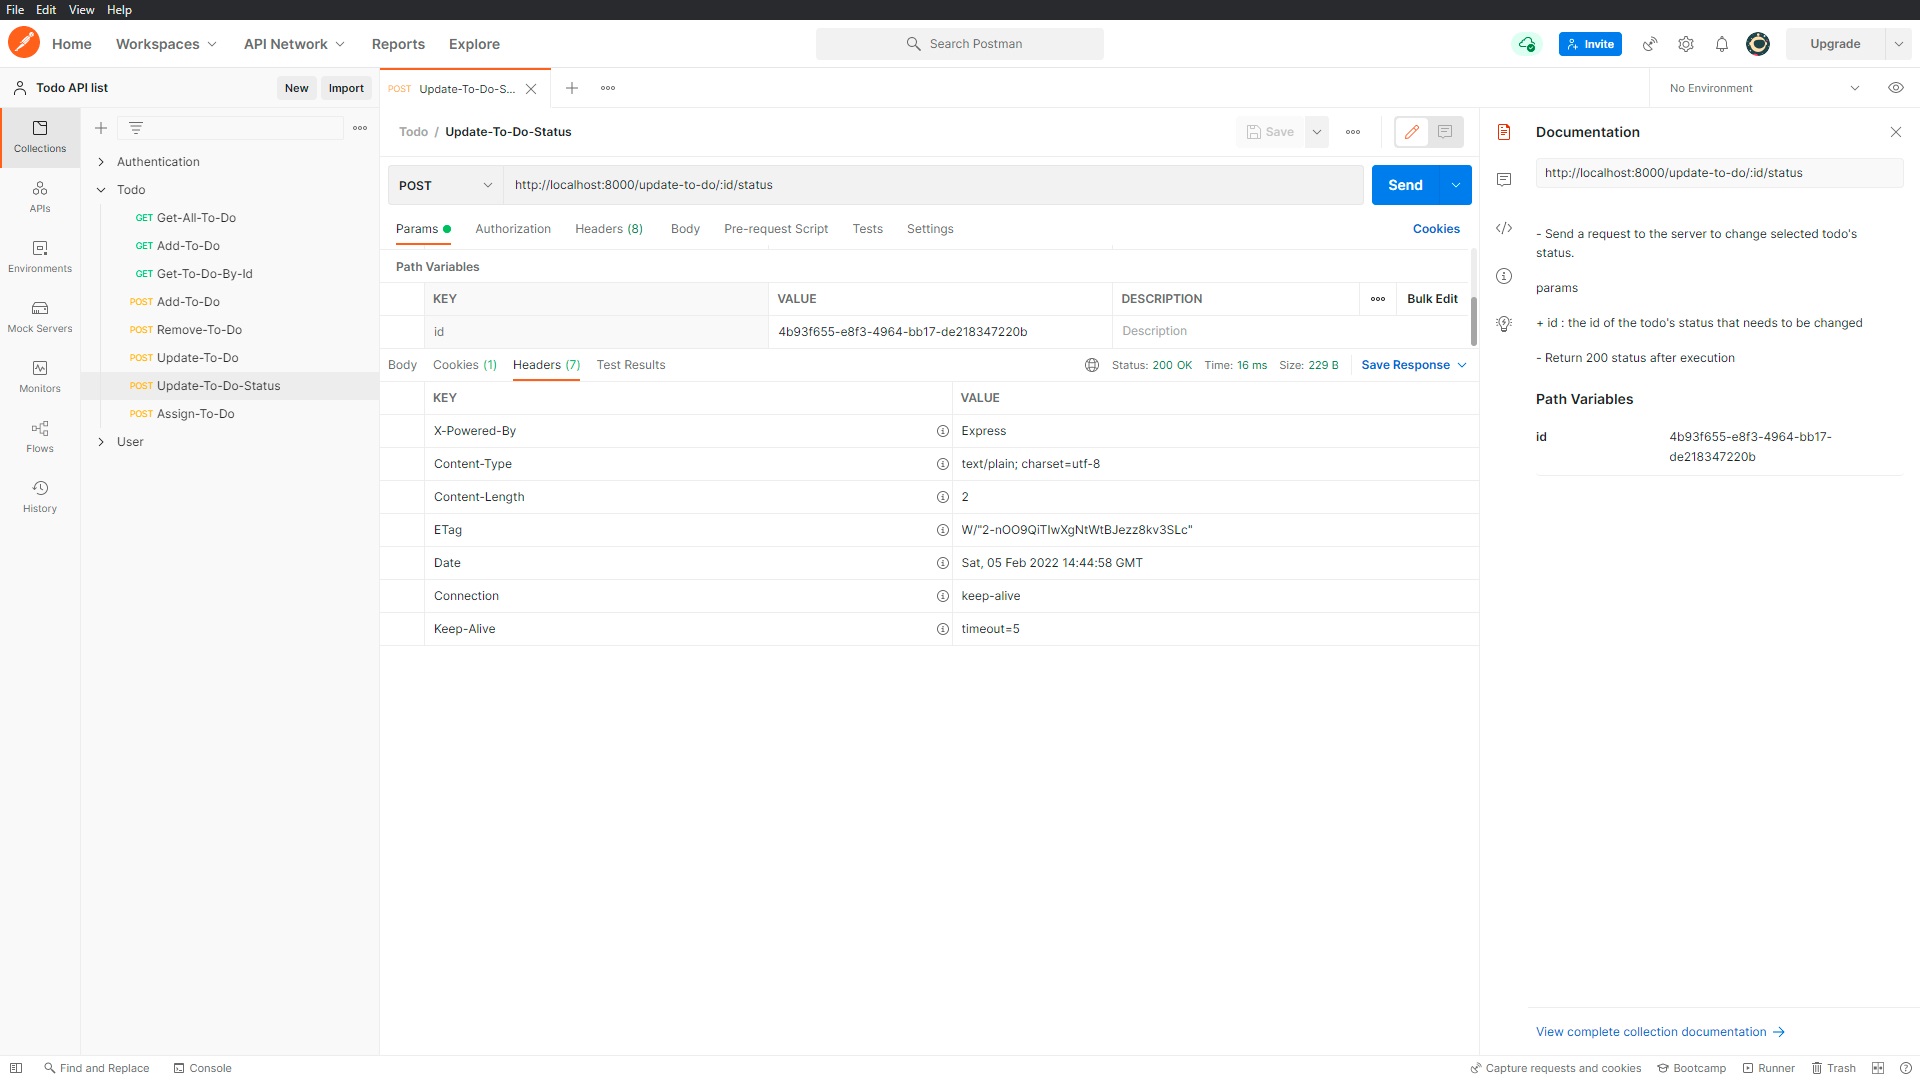 File Edit View Help
Home Workspaces API Network Reports Explore Search Postman Invite Upgrade
Todo API list New Import POST Update-To-Do-S... No Environment
Collections
APIs
Environments
Mock Servers
Monitors
Flows
History
Authentication
Todo
GET Get-All-To-Do
GET Add-To-Do
GET Get-To-Do-By-Id
POST Add-To-Do
POST Remove-To-Do
POST Update-To-Do
POST Update-To-Do-Status
POST Assign-To-Do
User
Todo / Update-To-Do-Status Save
POST http://localhost:8000/update-to-do/:id/status Send
Params Authorization Headers (8) Body Pre-request Script Tests Settings Cookies
Path Variables
KEY VALUE DESCRIPTION Bulk Edit
id 4b93f655-e8f3-4964-bb17-de218347220b Description
Body Cookies (1) Headers (7) Test Results Status: 200 OK Time: 16 ms Size: 229 B Save Response
KEY VALUE
X-Powered-By Express
Content-Type text/plain; charset=utf-8
Content-Length 2
ETag W/"2-nOO9QiTIwXgNtWtBJezz8kv3SLc"
Date Sat, 05 Feb 2022 14:44:58 GMT
Connection keep-alive
Keep-Alive timeout=5
Documentation
http://localhost:8000/update-to-do/:id/status
- Send a request to the server to change selected todo's
status.
params
+ id : the id of the todo's status that needs to be changed
- Return 200 status after execution
Path Variables
id 4b93f655-e8f3-4964-bb17-
de218347220b
View complete collection documentation
Find and Replace Console Capture requests and cookies Bootcamp Runner Trash